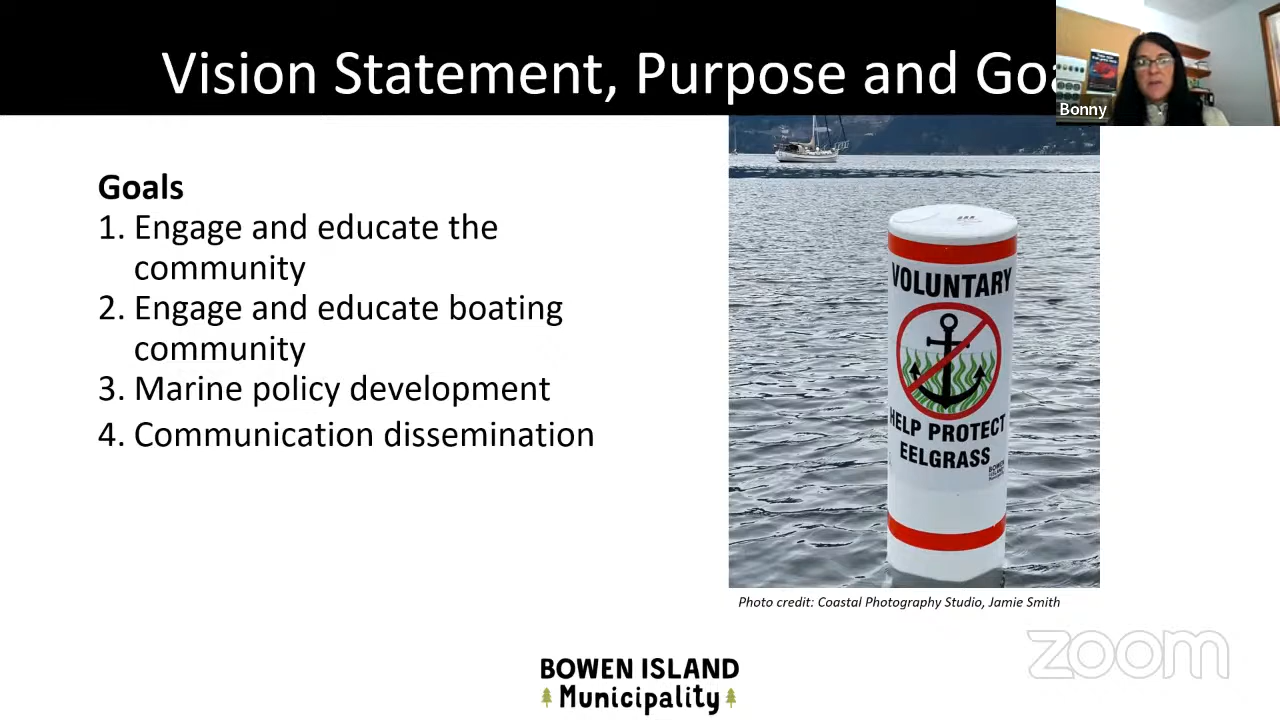 Vision Statement, Purpose and Goa
Bonny
Goals
1. Engage and educate the
community
2. Engage and educate boating
community
3. Marine policy development
4. Communication dissemination
VOLUNTARY
HELP PROTECT
EELGRASS
BOWEN
Photo credit: Coastal Photography Studio, Jamie Smith
zoom
BOWEN ISLAND
Municipality